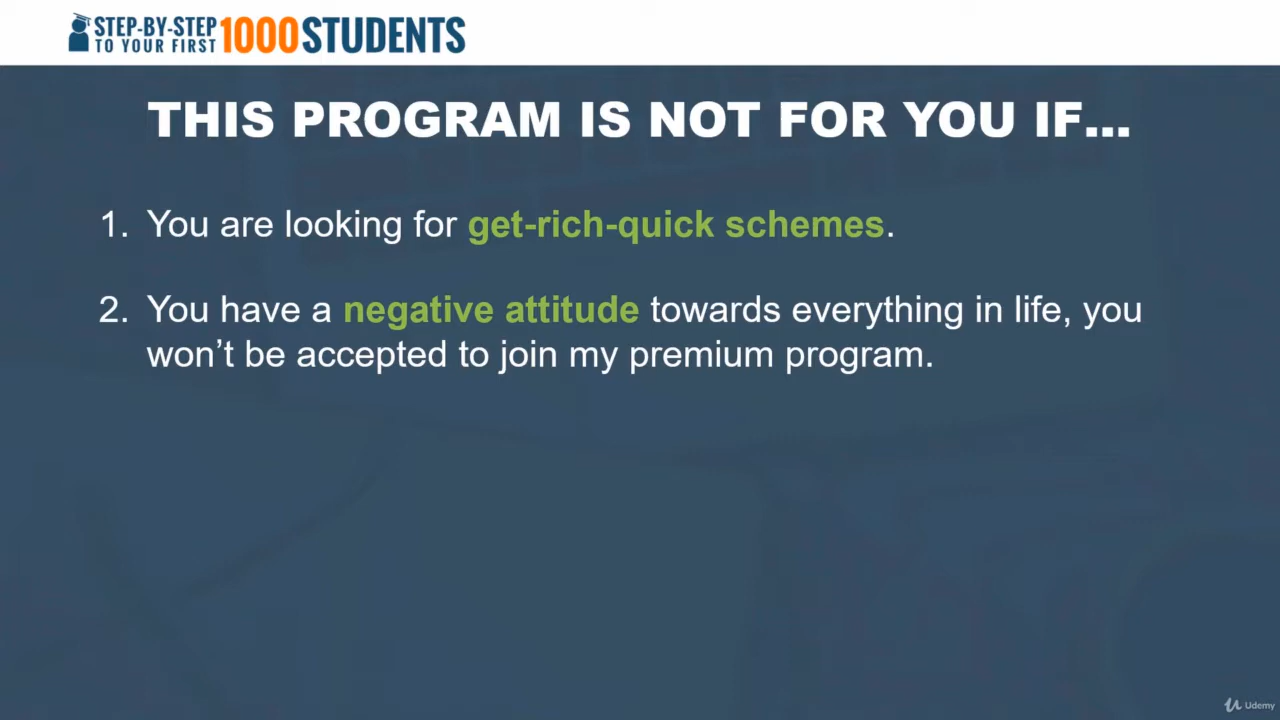 STEP-BY-STEP
TO YOUR FIRST
1000 STUDENTS
THIS PROGRAM IS NOT FOR YOU IF...
1. You are looking for get-rich-quick schemes.
2. You have a negative attitude towards everything in life, you
won’t be accepted to join my premium program.
Udemy